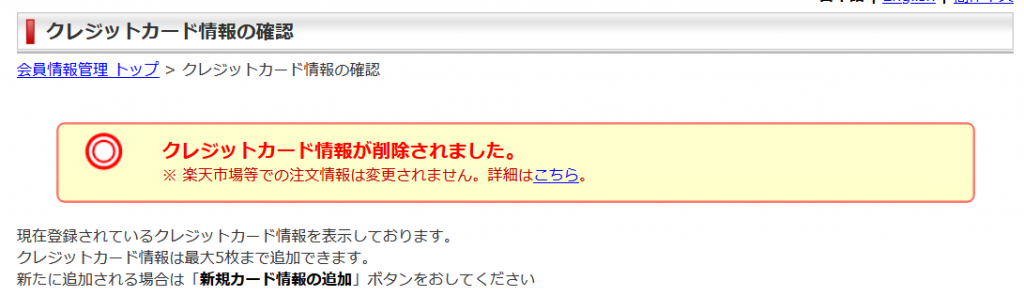 日本語 | English | 简体中文
クレジットカード情報の確認
会員情報管理 トップ > クレジットカード情報の確認
クレジットカード情報が削除されました。
※ 楽天市場等での注文情報は変更されません。詳細はこちら。
現在登録されているクレジットカード情報を表示しております。
クレジットカード情報は最大5枚まで追加できます。
新たに追加される場合は「新規カード情報の追加」ボタンをおしてください